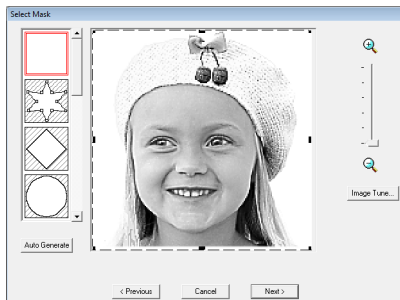 Select Mask
Image Tune...
Auto Generate
< Previous
Cancel
Next >